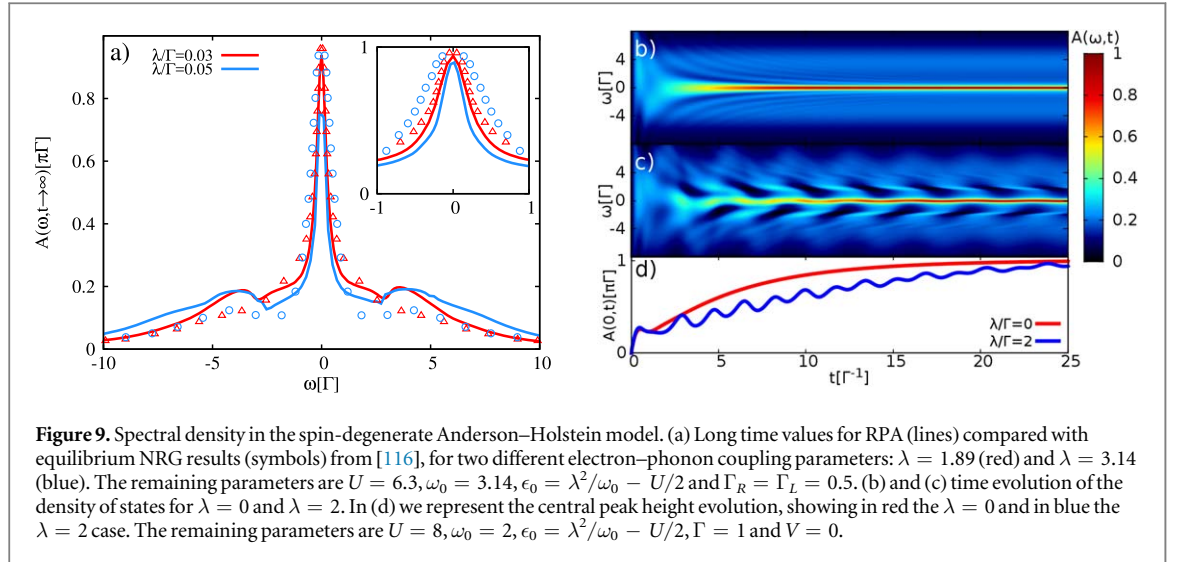 a)
λ/Γ=0.03
λ/Γ=0.05
A(ω,t→∞)[πΓ]
0.8
0.6
0.4
0.2
0
-10
-5
0
5
10
ω[Γ]
1
0
-1
0
1
b)
ω[Γ]
4
0
-4
c)
ω[Γ]
4
0
-4
A(ω,t)
1
0.8
0.6
0.4
0.2
0
d)
A(0,t)[πΓ]
1
0
λ/Γ=0
λ/Γ=2
0
5
10
15
20
25
t[Γ⁻¹]
Figure 9. Spectral density in the spin-degenerate Anderson–Holstein model. (a) Long time values for RPA (lines) compared with
equilibrium NRG results (symbols) from [116], for two different electron–phonon coupling parameters: λ = 1.89 (red) and λ = 3.14
(blue). The remaining parameters are U = 6.3, ω₀ = 3.14, ϵ₀ = λ²/ω₀ − U/2 and Γ_R = Γ_L = 0.5. (b) and (c) time evolution of the
density of states for λ = 0 and λ = 2. In (d) we represent the central peak height evolution, showing in red the λ = 0 and in blue the
λ = 2 case. The remaining parameters are U = 8, ω₀ = 2, ϵ₀ = λ²/ω₀ − U/2, Γ = 1 and V = 0.